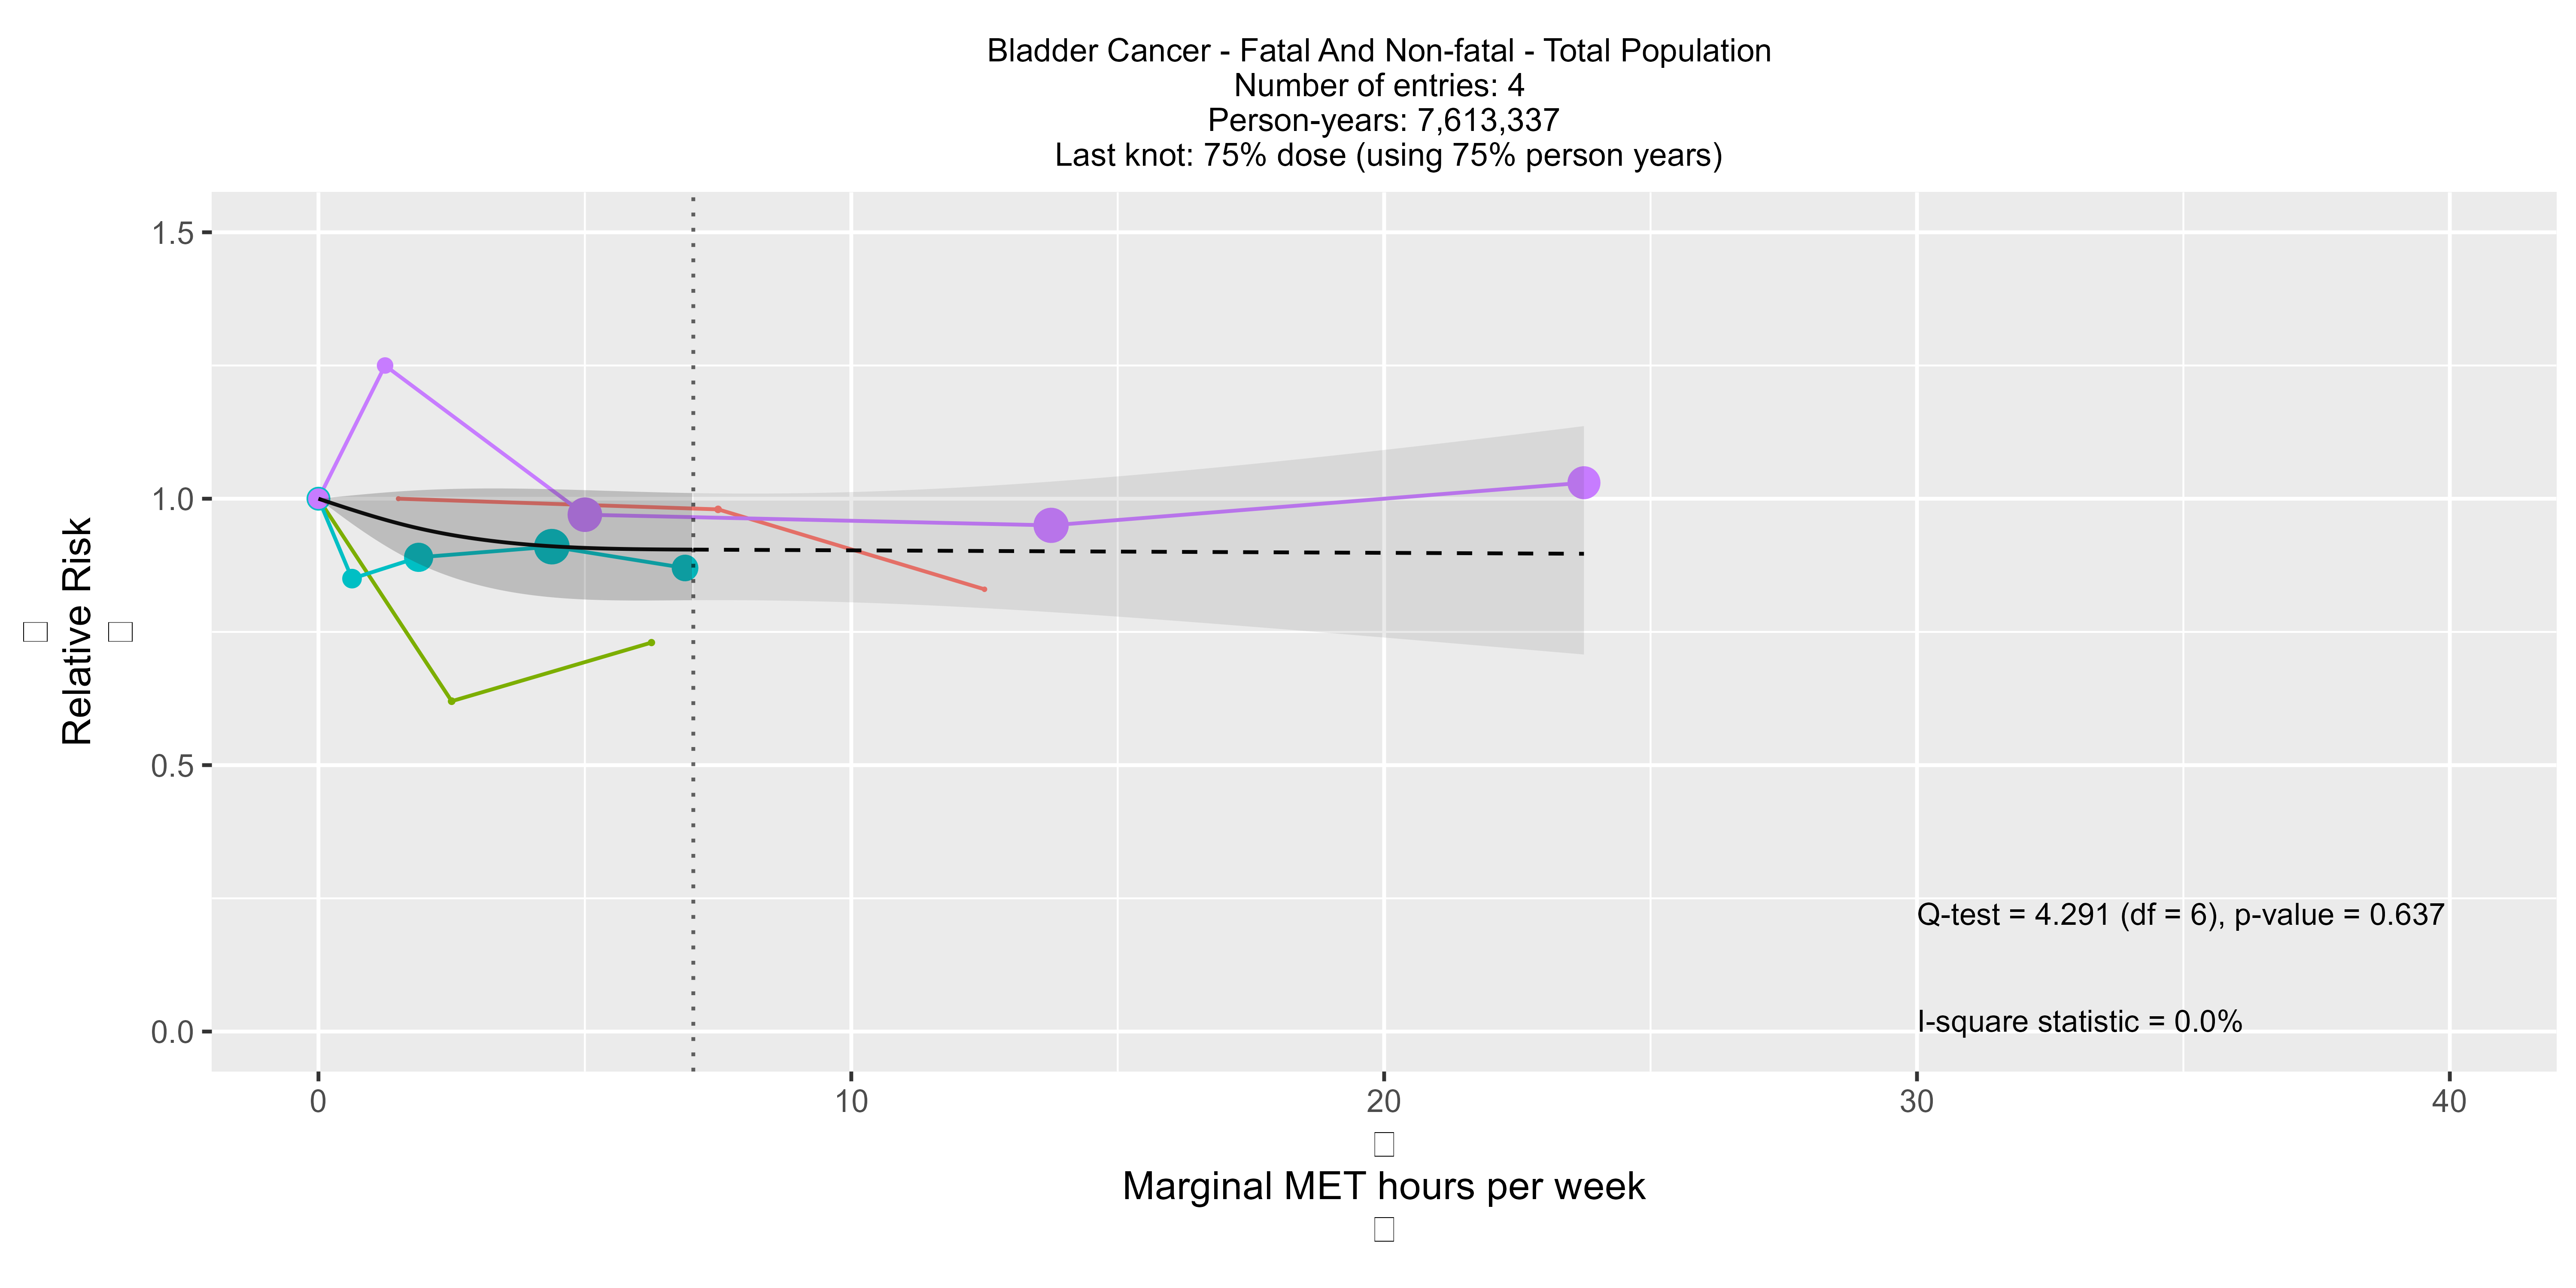 Bladder Cancer - Fatal And Non-fatal - Total Population
Number of entries: 4
Person-years: 7,613,337
Last knot: 75% dose (using 75% person years)
Relative Risk
1.5
1.0
0.5
0.0
Q-test = 4.291 (df = 6), p-value = 0.637
I-square statistic = 0.0%
0 10 20 30 40
Marginal MET hours per week